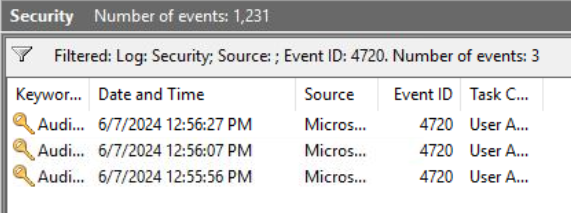 Security Number of events: 1,231
Filtered: Log: Security; Source: ; Event ID: 4720. Number of events: 3
Keywor... Date and Time Source Event ID Task C...
Audi... 6/7/2024 12:56:27 PM Micros... 4720 User A...
Audi... 6/7/2024 12:56:07 PM Micros... 4720 User A...
Audi... 6/7/2024 12:55:56 PM Micros... 4720 User A...